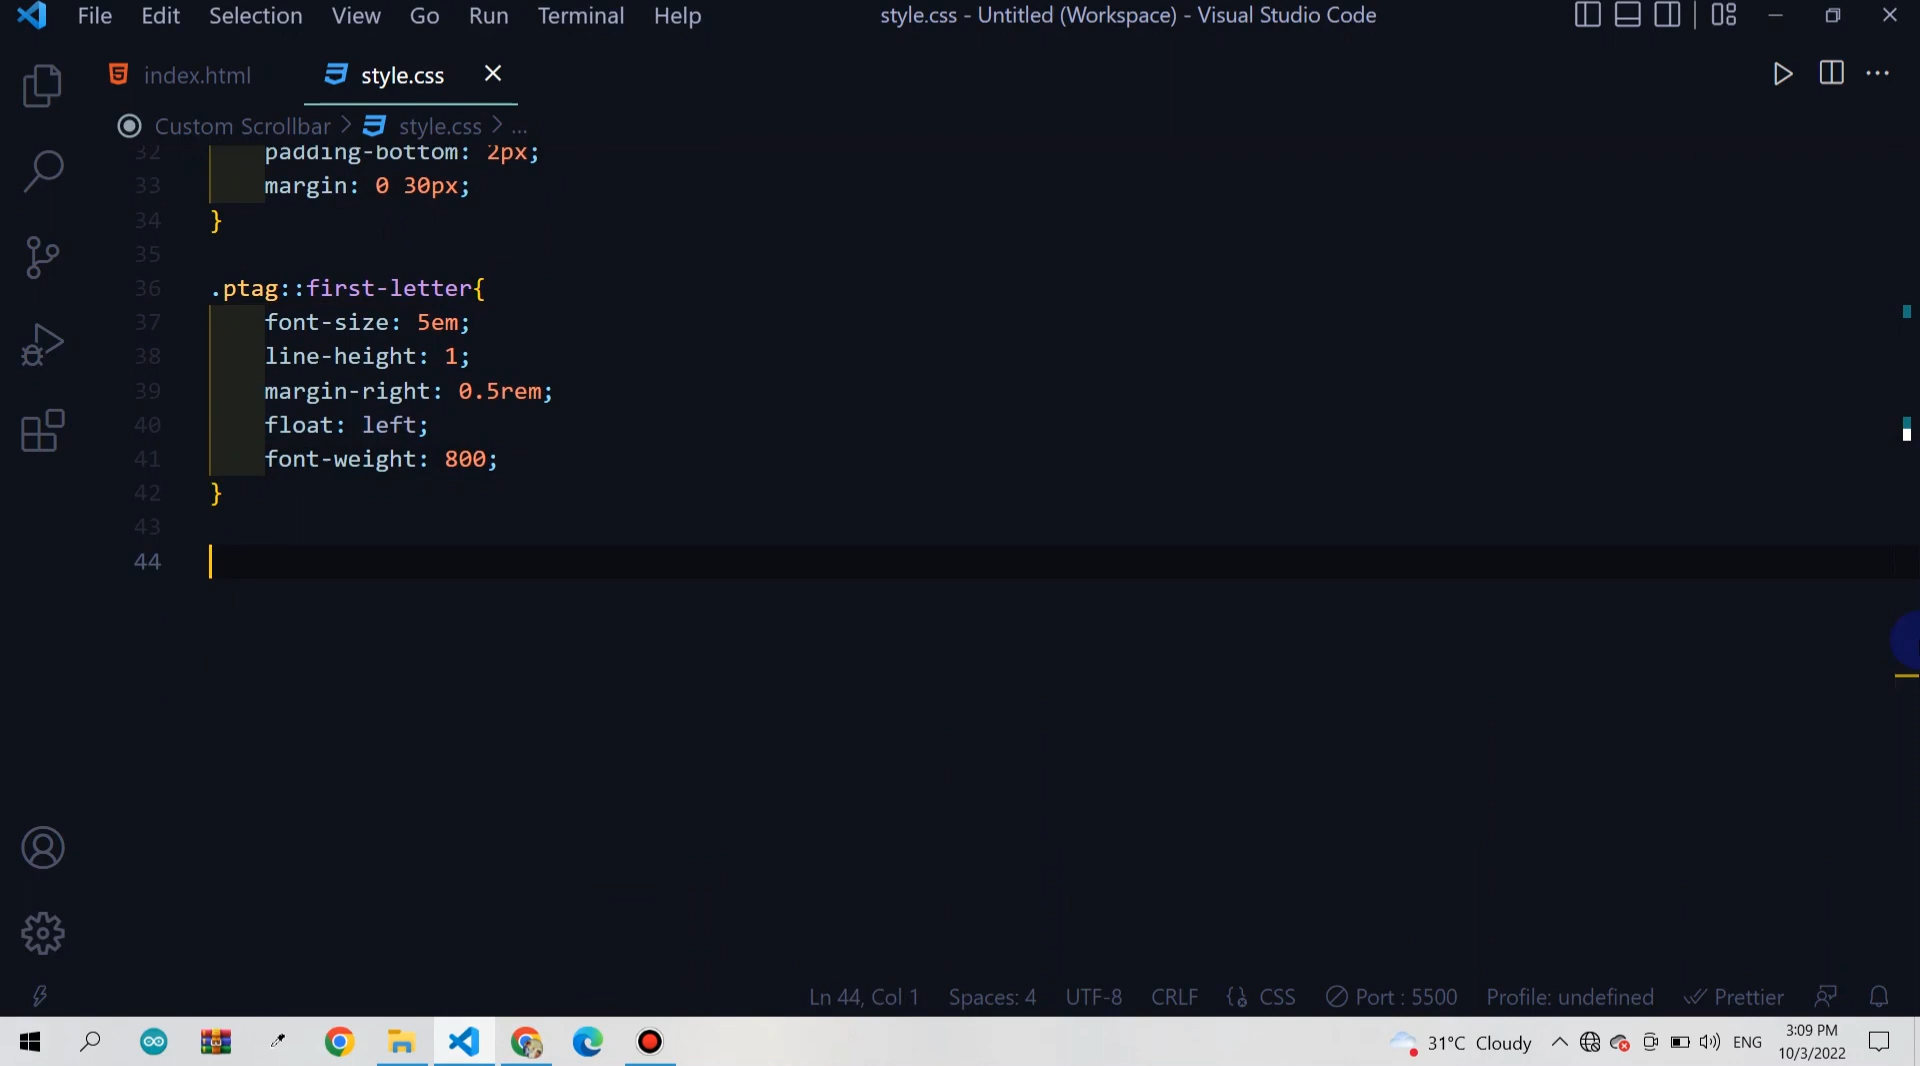 File Edit Selection View Go Run Terminal Help
style.css - Untitled (Workspace) - Visual Studio Code
index.html
style.css
Custom Scrollbar > style.css > ...
32 padding-bottom: 2px;
33 margin: 0 30px;
34 }
35
36 .ptag::first-letter{
37 font-size: 5em;
38 line-height: 1;
39 margin-right: 0.5rem;
40 float: left;
41 font-weight: 800;
42 }
43
44
Ln 44, Col 1 Spaces: 4 UTF-8 CRLF CSS Port : 5500 Profile: undefined Prettier
31°C Cloudy ENG 3:09 PM
10/3/2022